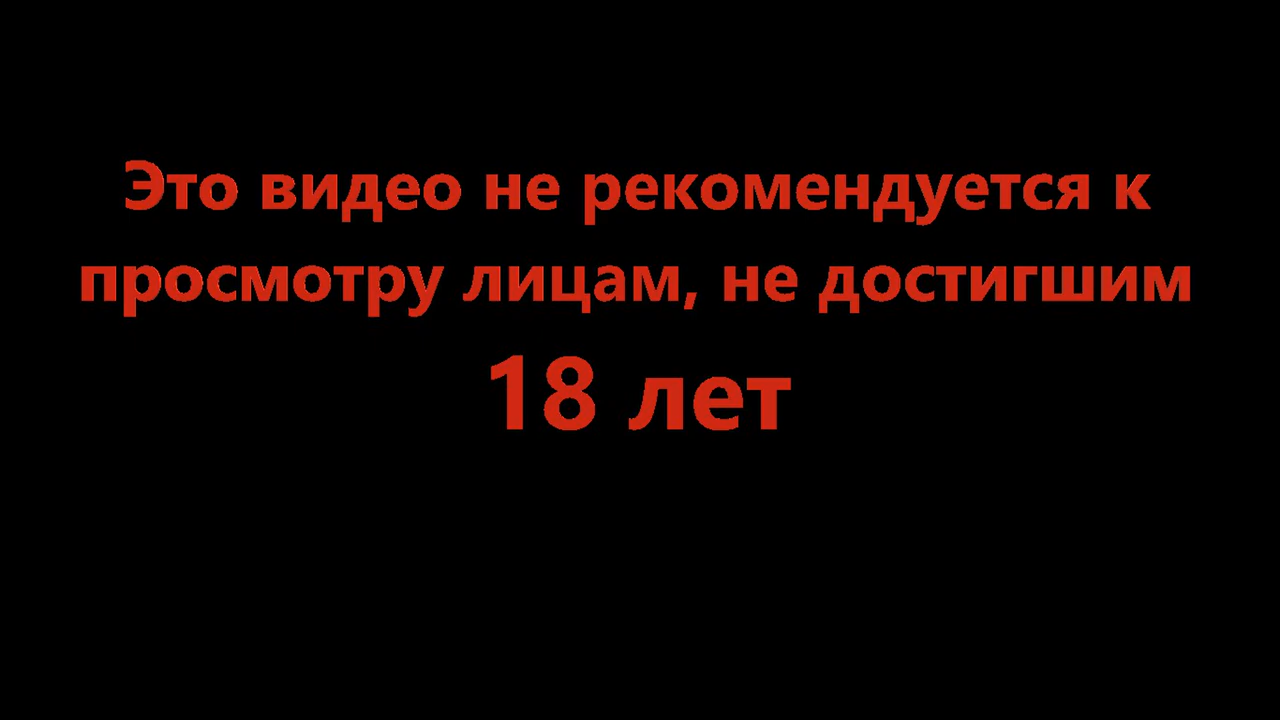 Это видео не рекомендуется к
просмотру лицам, не достигшим
18 лет